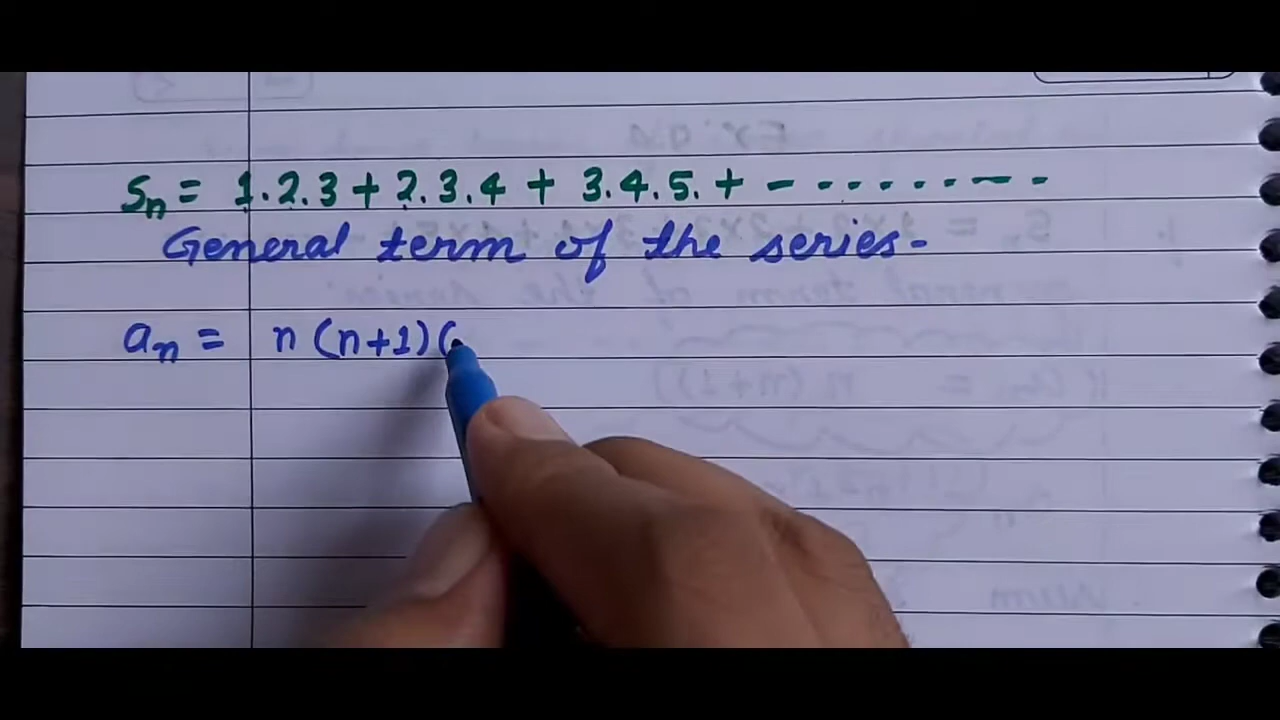 Sn = 1.2.3 + 2.3.4 + 3.4.5. + - . . . . . . . - .
General term of the series-
an = n (n+1) (